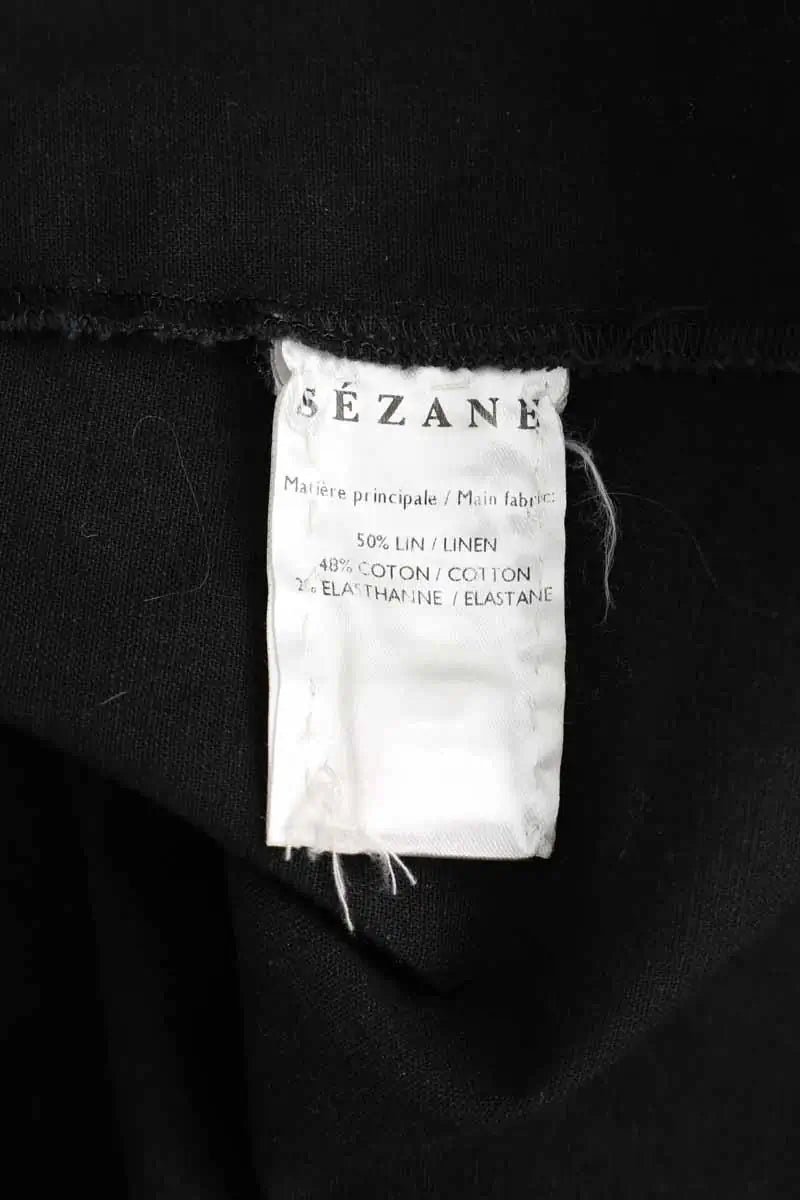 SÉZANE
Matière principale / Main fabric:
50% LIN / LINEN
48% COTON / COTTON
2% ELASTHANNE / ELASTANE